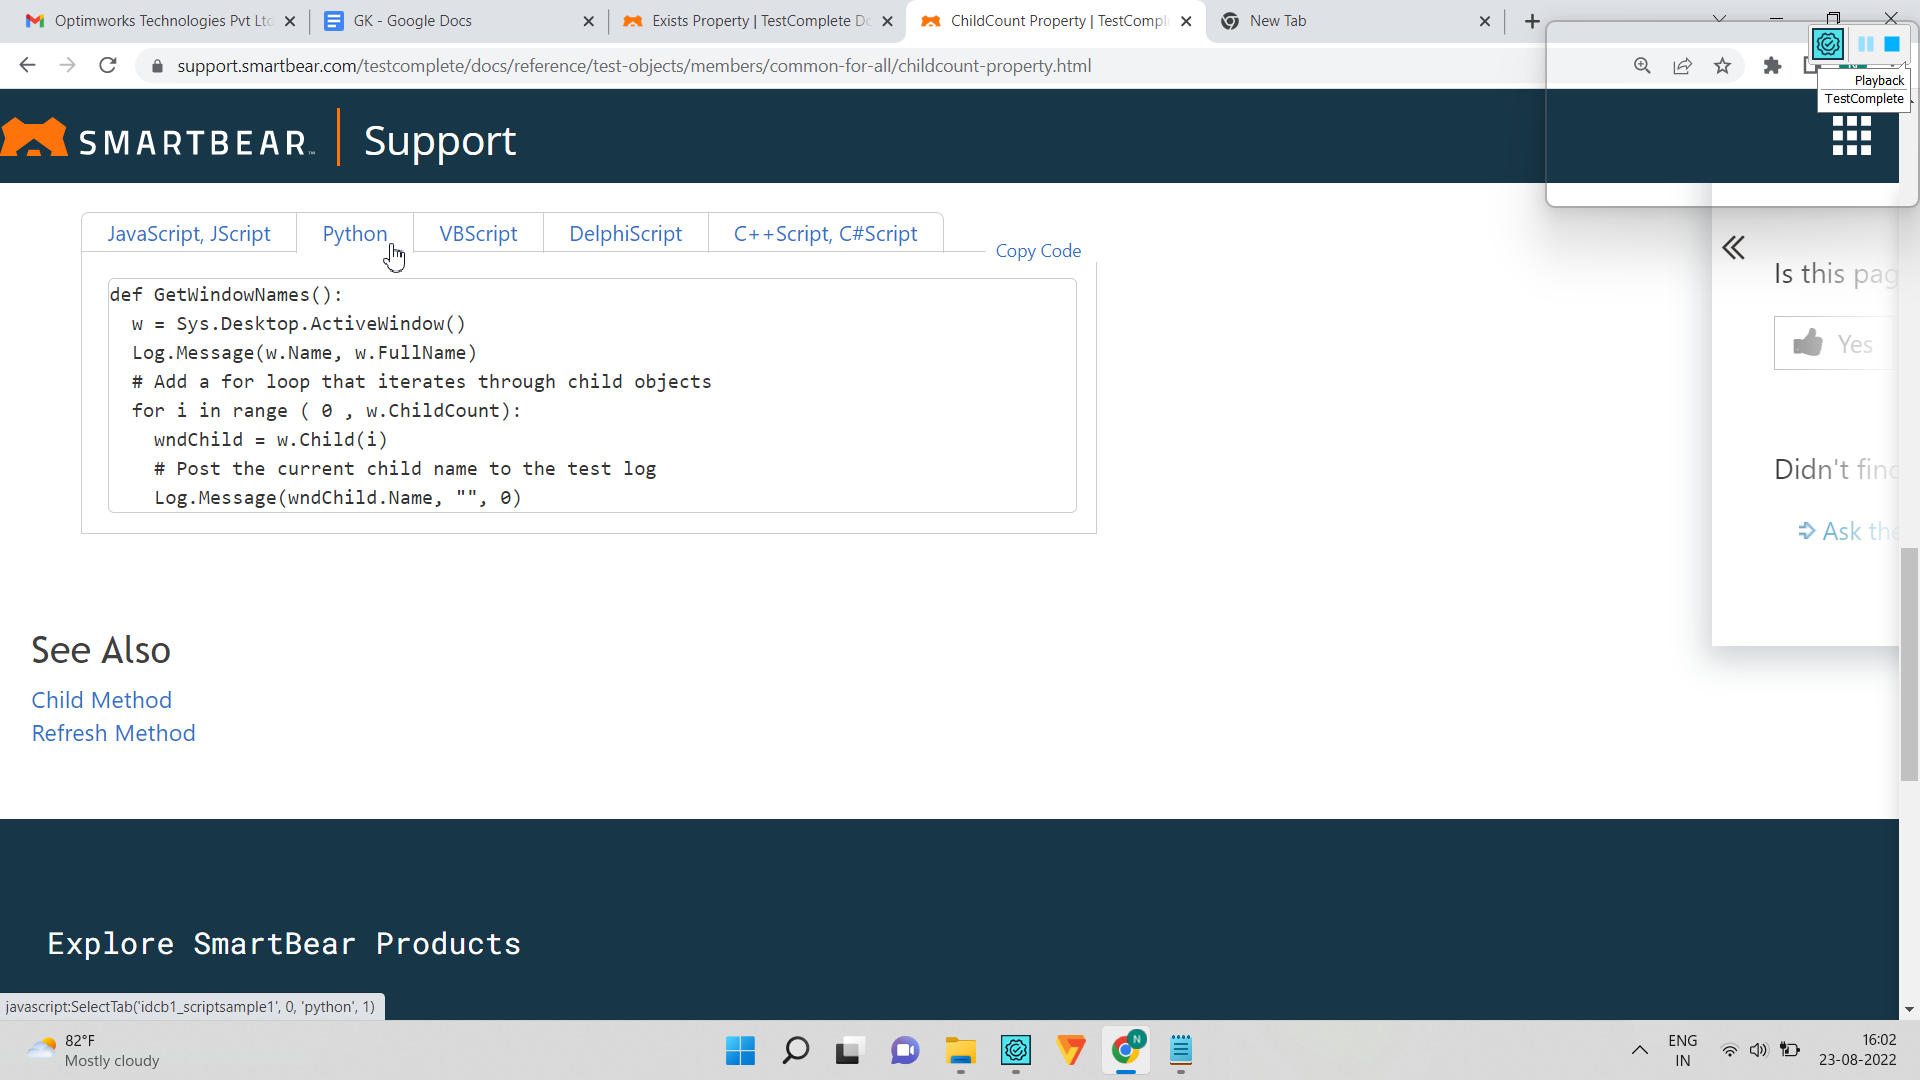 Optimworks Technologies Pvt Ltd
GK - Google Docs
Exists Property | TestComplete Do
ChildCount Property | TestComple
New Tab
support.smartbear.com/testcomplete/docs/reference/test-objects/members/common-for-all/childcount-property.html
Playback
TestComplete
SMARTBEAR
Support
JavaScript, JScript
Python
VBScript
DelphiScript
C++Script, C#Script
Copy Code
def GetWindowNames():
w = Sys.Desktop.ActiveWindow()
Log.Message(w.Name, w.FullName)
# Add a for loop that iterates through child objects
for i in range ( 0 , w.ChildCount):
wndChild = w.Child(i)
# Post the current child name to the test log
Log.Message(wndChild.Name, "", 0)
Is this pag
Yes
Didn't find
Ask the
See Also
Child Method
Refresh Method
Explore SmartBear Products
javascript:SelectTab('idcb1_scriptsample1', 0, 'python', 1)
82°F
Mostly cloudy
N
ENG
IN
16:02
23-08-2022